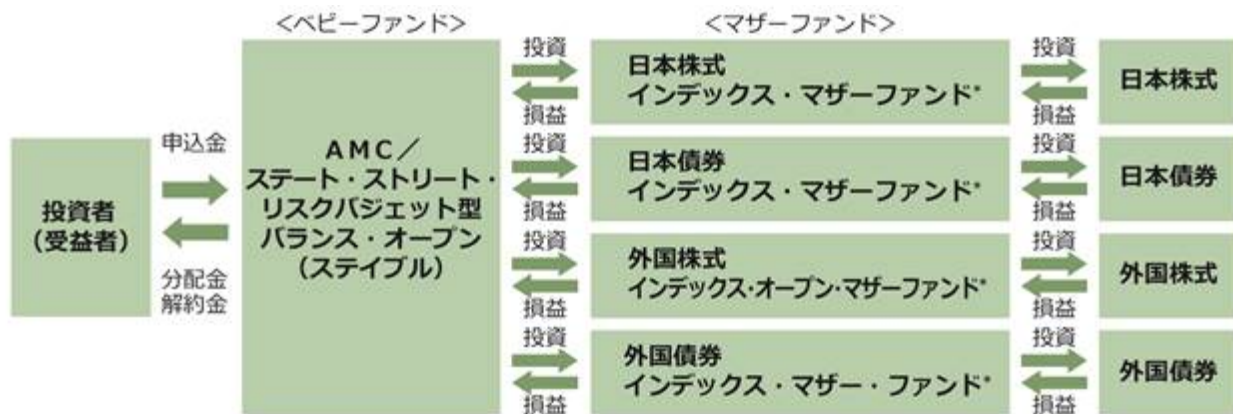 <ベビーファンド>
<マザーファンド>
投資者
(受益者)
申込金
分配金
解約金
AMC/
ステート・ストリート・
リスクバジェット型
バランス・オープン
(ステイブル)
投資
損益
日本株式
インデックス・マザーファンド*
投資
損益
日本株式
投資
損益
日本債券
インデックス・マザーファンド*
投資
損益
日本債券
投資
損益
外国株式
インデックス・オープン・マザーファンド*
投資
損益
外国株式
投資
損益
外国債券
インデックス・マザー・ファンド*
投資
損益
外国債券